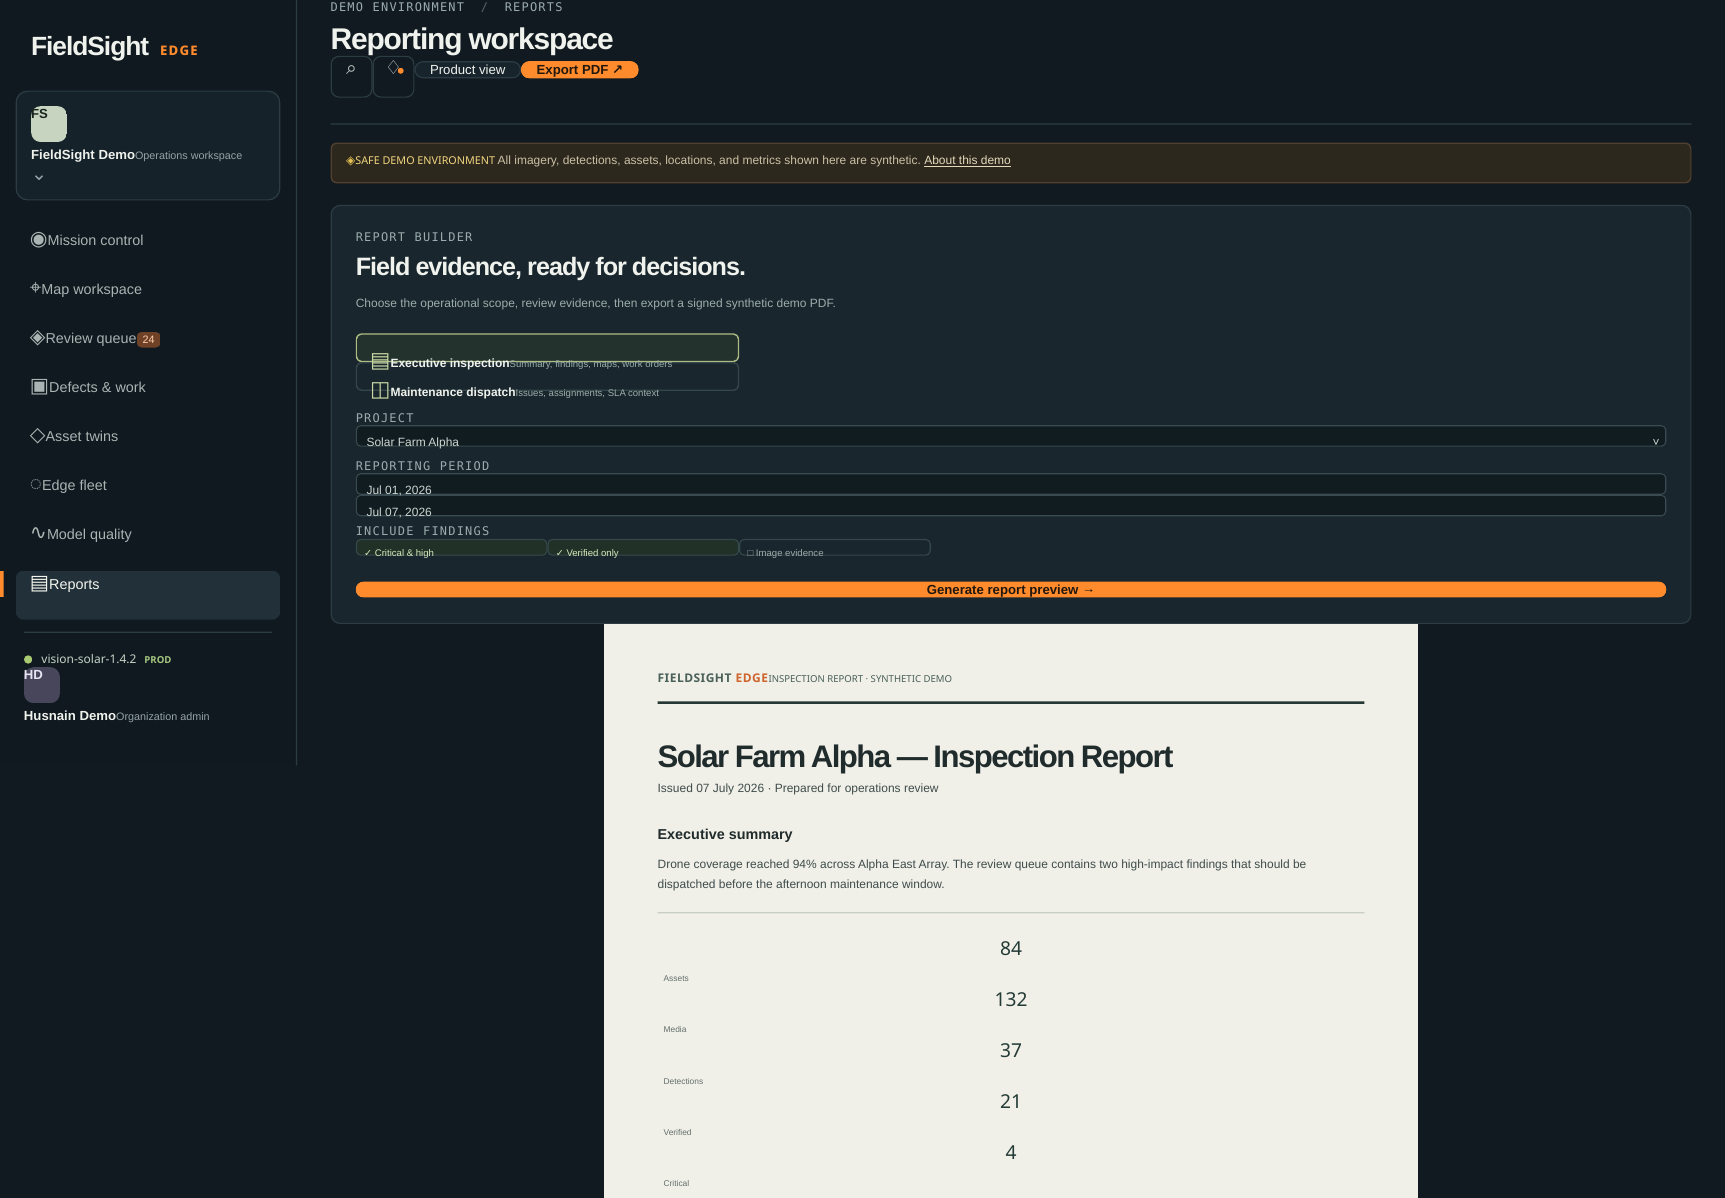 FieldSight EDGE
FS
FieldSight Demo Operations workspace
Mission control
Map workspace
Review queue 24
Defects & work
Asset twins
Edge fleet
Model quality
Reports
vision-solar-1.4.2 PROD
HD
Husnain Demo Organization admin
DEMO ENVIRONMENT / REPORTS
Reporting workspace
Product view
Export PDF ↗
SAFE DEMO ENVIRONMENT All imagery, detections, assets, locations, and metrics shown here are synthetic. About this demo
REPORT BUILDER
Field evidence, ready for decisions.
Choose the operational scope, review evidence, then export a signed synthetic demo PDF.
Executive inspection Summary, findings, maps, work orders
Maintenance dispatch Issues, assignments, SLA context
PROJECT
Solar Farm Alpha
REPORTING PERIOD
Jul 01, 2026
Jul 07, 2026
INCLUDE FINDINGS
✓ Critical & high ✓ Verified only □ Image evidence
Generate report preview →
FIELDSIGHT EDGE INSPECTION REPORT · SYNTHETIC DEMO
Solar Farm Alpha — Inspection Report
Issued 07 July 2026 · Prepared for operations review
Executive summary
Drone coverage reached 94% across Alpha East Array. The review queue contains two high-impact findings that should be
dispatched before the afternoon maintenance window.
84
Assets
132
Media
37
Detections
21
Verified
4
Critical